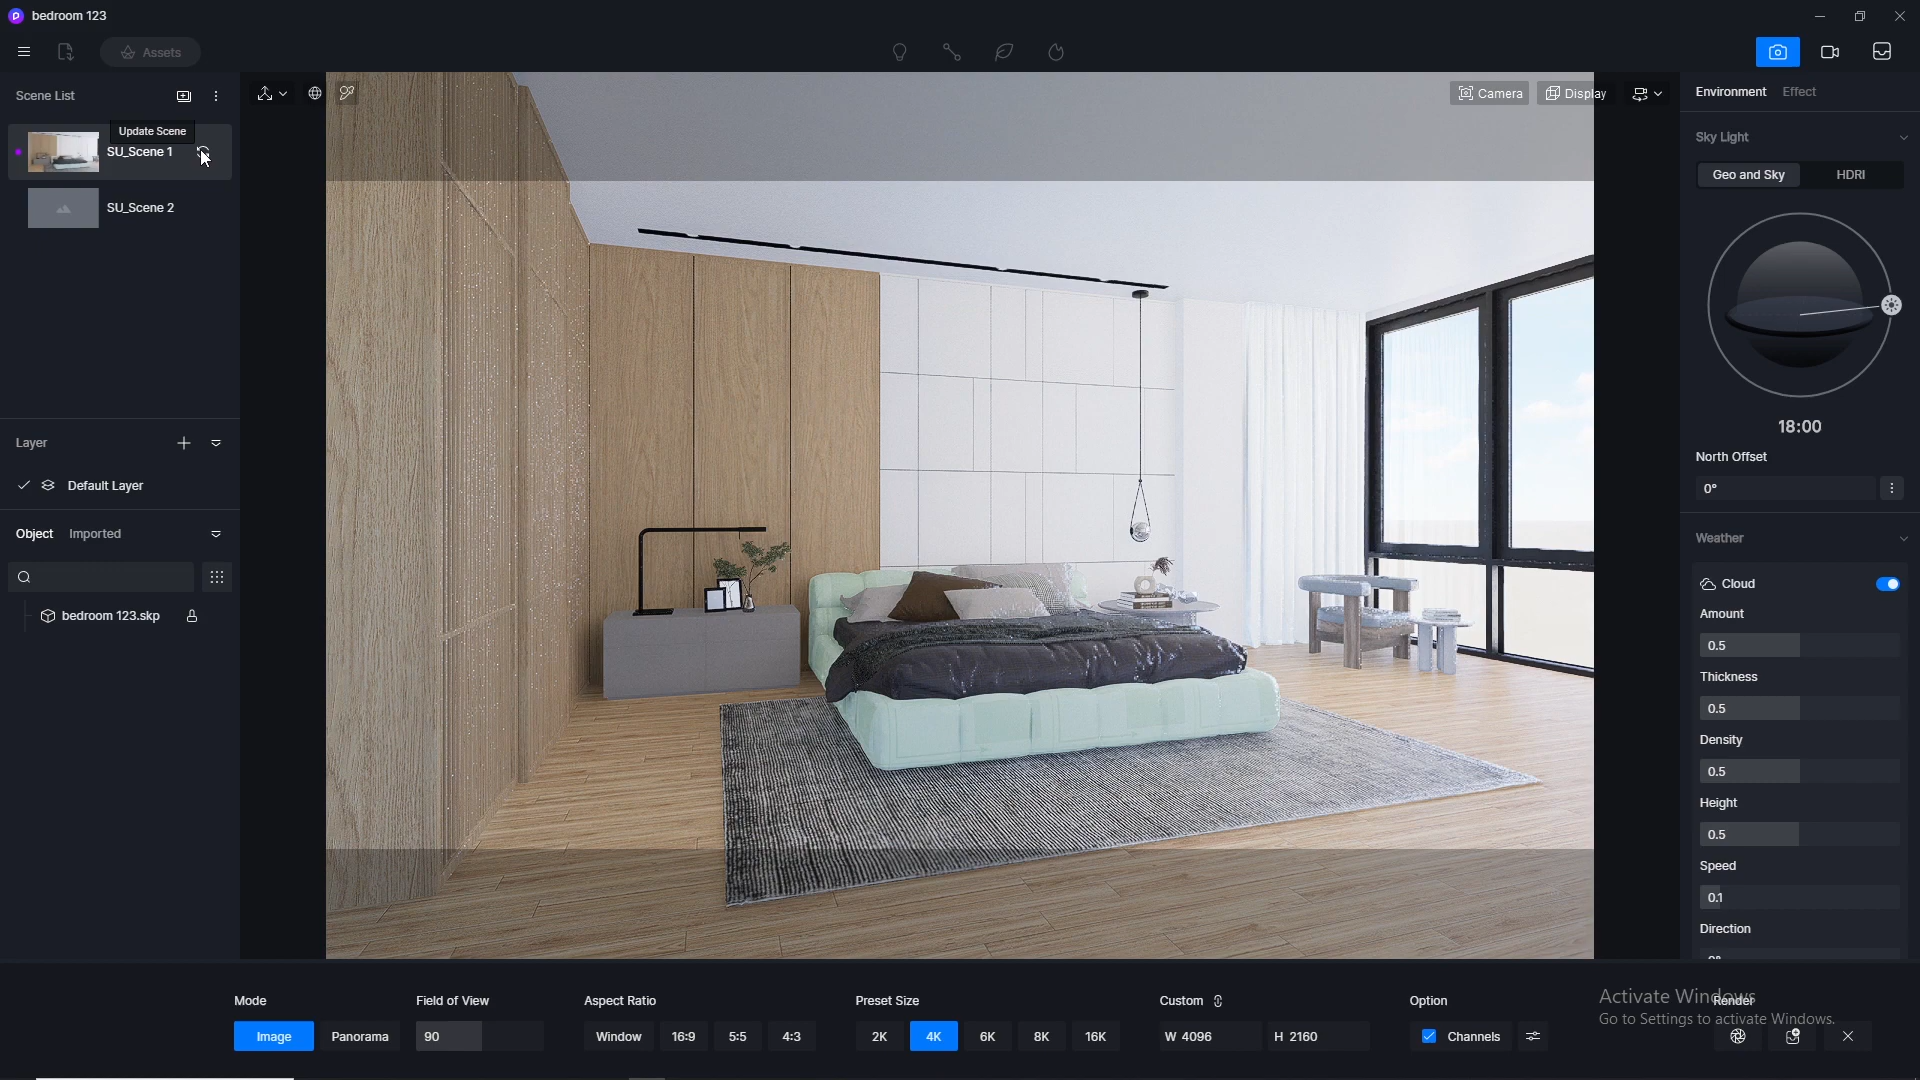 bedroom 123
Assets
Scene List
Update Scene
SU_Scene 1
SU_Scene 2
Layer
Default Layer
Object Imported
bedroom 123.skp
Camera Display
Environment Effect
Sky Light
Geo and Sky HDRI
18:00
North Offset
0°
Weather
Cloud
Amount
0.5
Thickness
0.5
Density
0.5
Height
0.5
Speed
0.1
Direction
Mode Field of View Aspect Ratio Preset Size Custom Option Render
Image Panorama 90 Window 16:9 5:5 4:3 2K 4K 6K 8K 16K W 4096 H 2160 Channels
Activate Windows
Go to Settings to activate Windows.